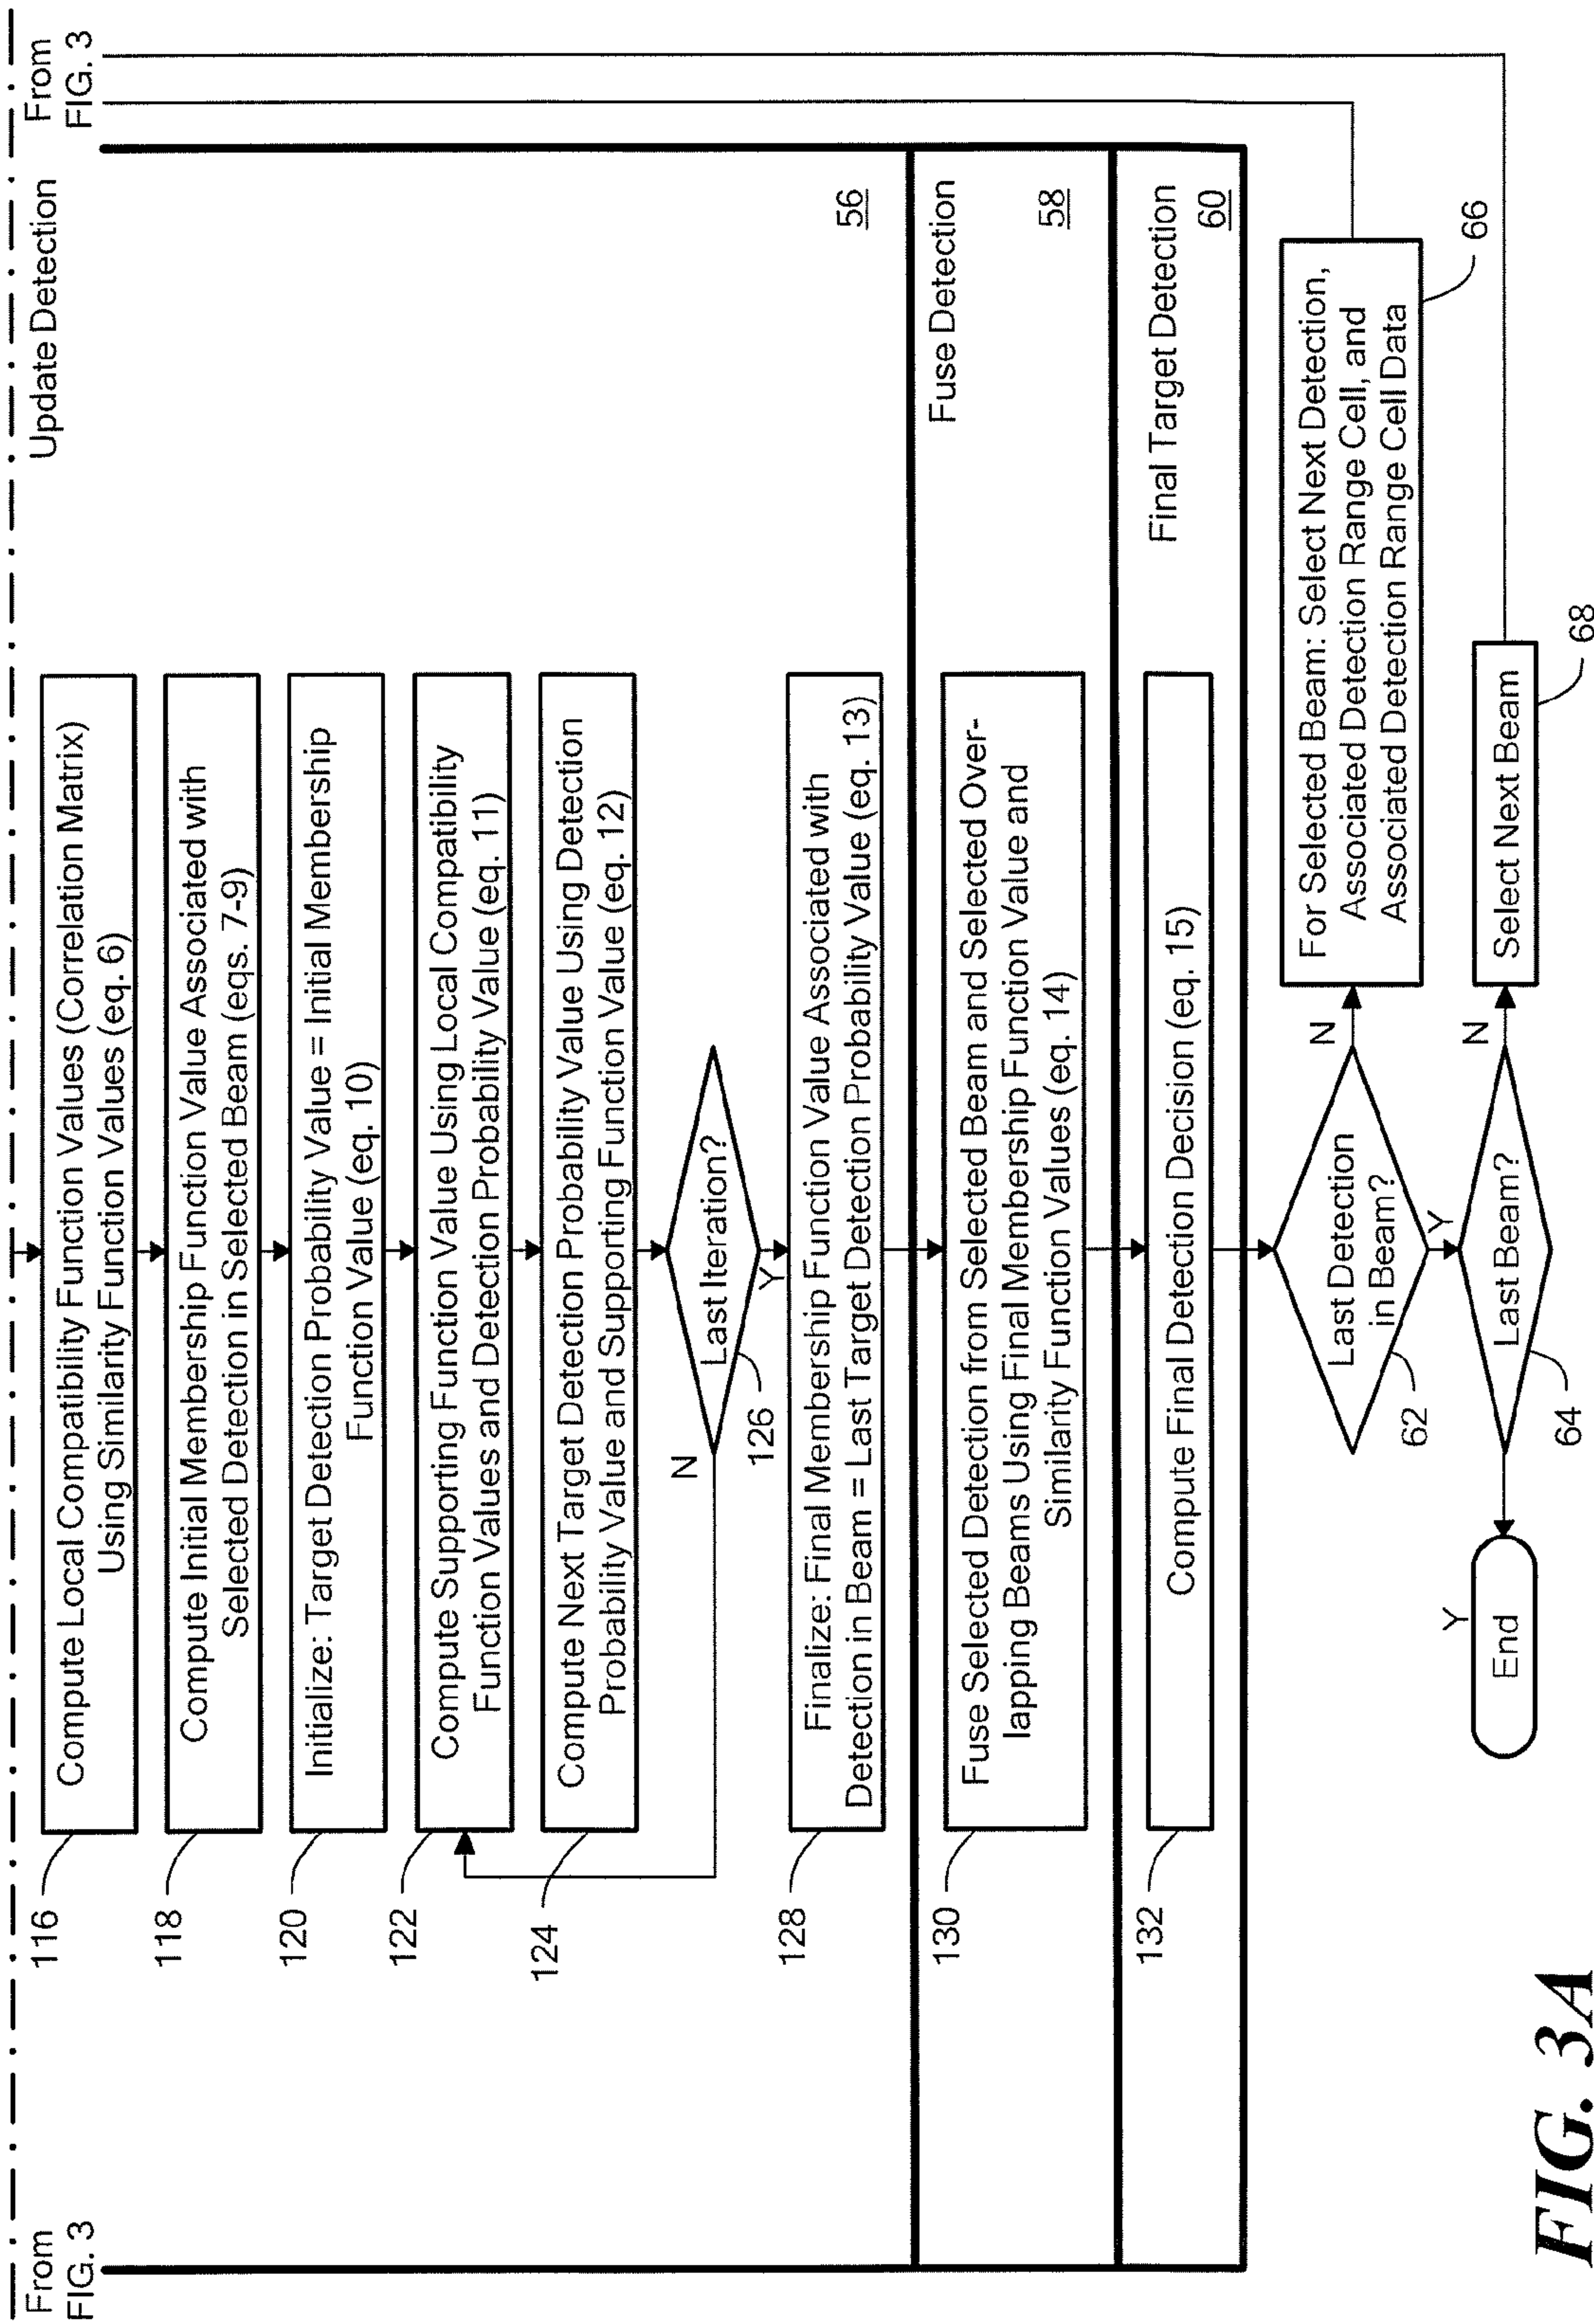 From
FIG. 3
Update Detection
From
FIG. 3
116
Compute Local Compatibility Function Values (Correlation Matrix)
Using Similarity Function Values (eq. 6)
118
Compute Initial Membership Function Value Associated with
Selected Detection in Selected Beam (eqs. 7-9)
120
Initialize: Target Detection Probability Value = Initial Membership
Function Value (eq. 10)
122
Compute Supporting Function Value Using Local Compatibility
Function Values and Detection Probability Value (eq. 11)
124
Compute Next Target Detection Probability Value Using Detection
Probability Value and Supporting Function Value (eq. 12)
N
Last Iteration?
126
Y
128
Finalize: Final Membership Function Value Associated with
Detection in Beam = Last Target Detection Probability Value (eq. 13)
56
Fuse Detection
130
Fuse Selected Detection from Selected Beam and Selected Over-
lapping Beams Using Final Membership Function Value and
Similarity Function Values (eq. 14)
58
Final Target Detection
132
Compute Final Detection Decision (eq. 15)
60
Last Detection
in Beam?
62
N
Y
For Selected Beam: Select Next Detection,
Associated Detection Range Cell, and
Associated Detection Range Cell Data
66
Y
End
Last Beam?
64
N
Select Next Beam
68
FIG. 3A